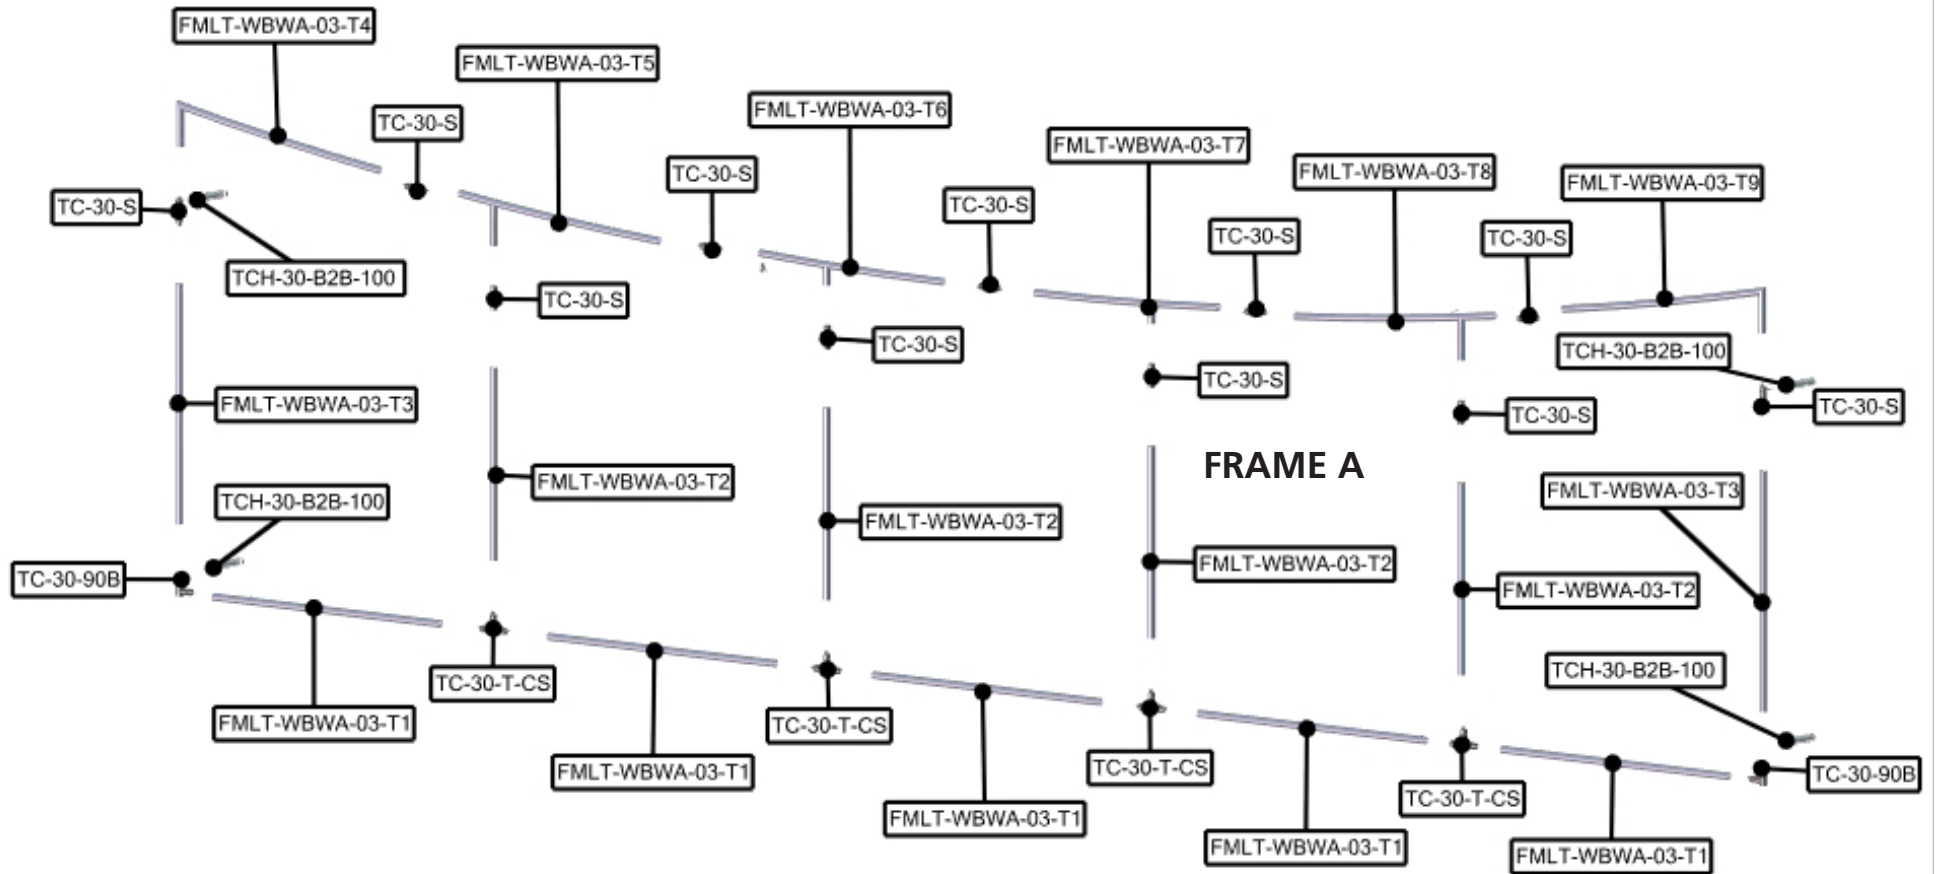 FMLT-WBWA-03-T4
FMLT-WBWA-03-T5
FMLT-WBWA-03-T6
TC-30-S
FMLT-WBWA-03-T7
FMLT-WBWA-03-T8
TC-30-S
FMLT-WBWA-03-T9
TC-30-S
TC-30-S
TC-30-S
TC-30-S
TC-30-S
TCH-30-B2B-100
TC-30-S
TC-30-S
TCH-30-B2B-100
TC-30-S
FMLT-WBWA-03-T3
TC-30-S
TC-30-S
FRAME A
FMLT-WBWA-03-T2
FMLT-WBWA-03-T3
TCH-30-B2B-100
FMLT-WBWA-03-T2
FMLT-WBWA-03-T2
TC-30-90B
FMLT-WBWA-03-T2
TCH-30-B2B-100
TC-30-T-CS
FMLT-WBWA-03-T1
TC-30-T-CS
TC-30-T-CS
FMLT-WBWA-03-T1
TC-30-90B
TC-30-T-CS
FMLT-WBWA-03-T1
FMLT-WBWA-03-T1
FMLT-WBWA-03-T1